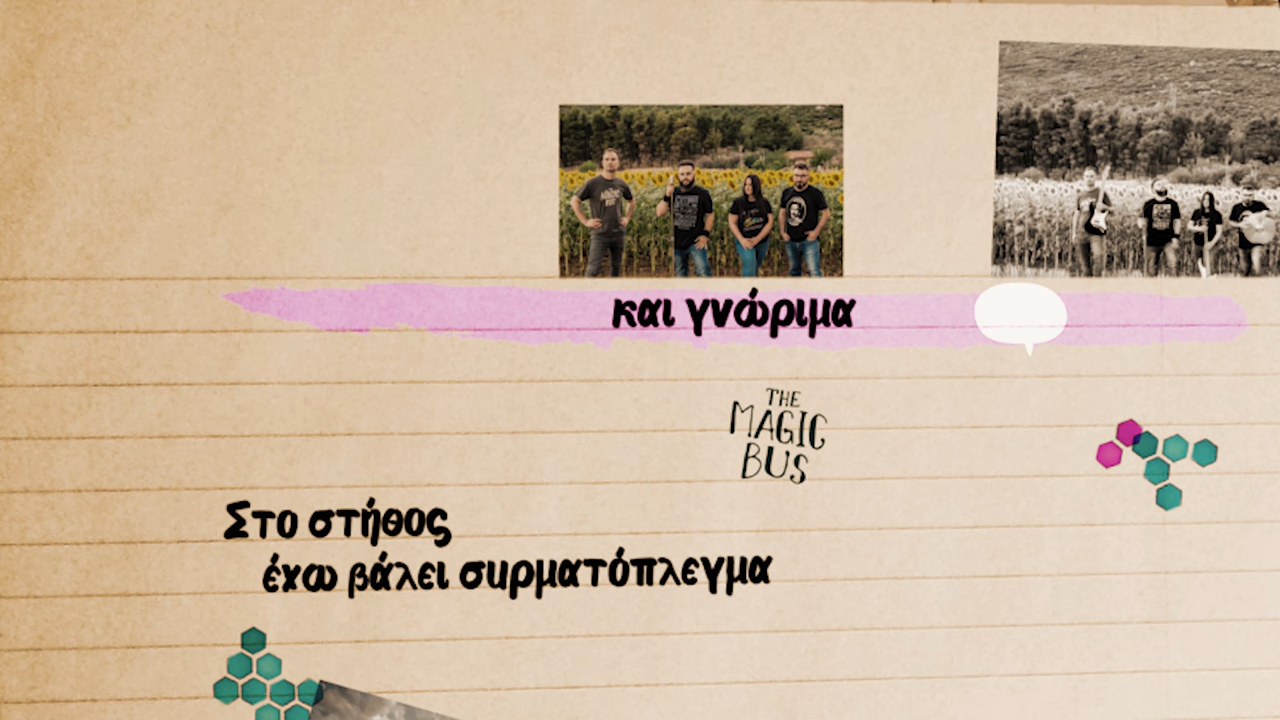 και γνώριμα
THE
MAGIC
BUS
Στο στήθος
έχω βάλει συρματόπλεγμα